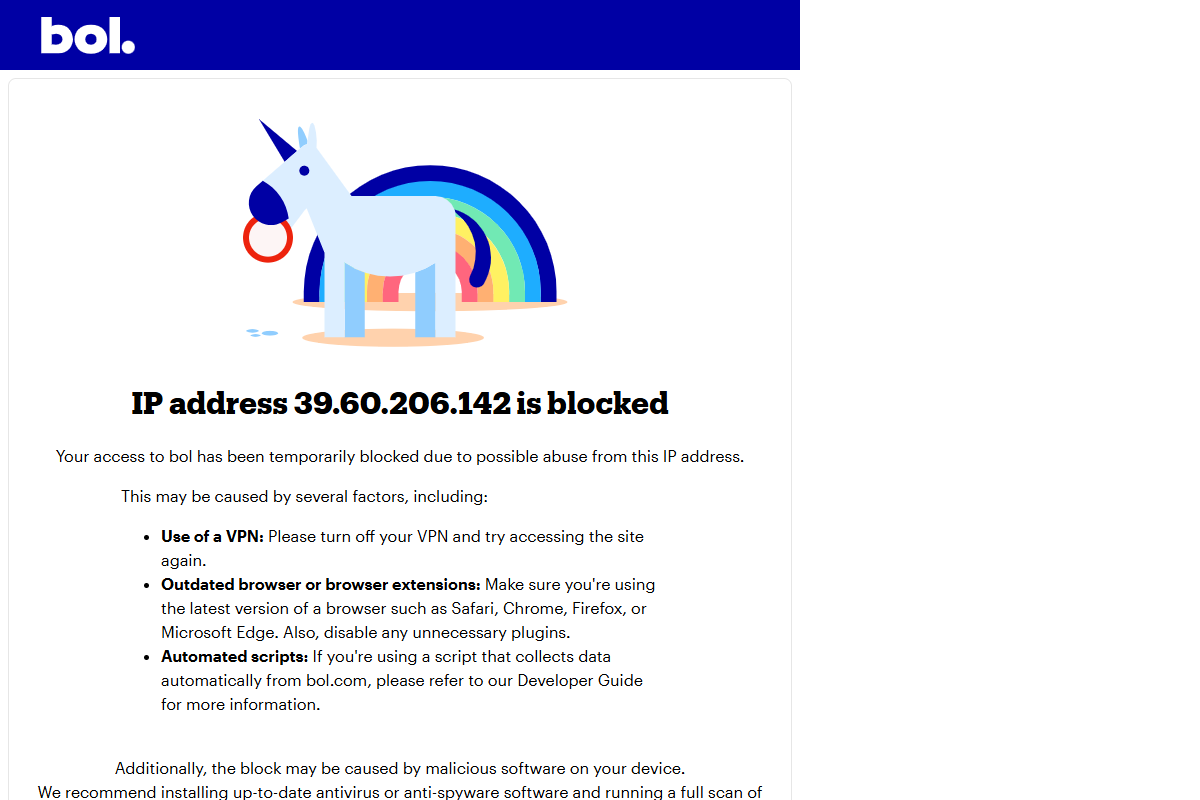 bol.
IP address 39.60.206.142 is blocked
Your access to bol has been temporarily blocked due to possible abuse from this IP address.
This may be caused by several factors, including:
• Use of a VPN: Please turn off your VPN and try accessing the site
again.
• Outdated browser or browser extensions: Make sure you're using
the latest version of a browser such as Safari, Chrome, Firefox, or
Microsoft Edge. Also, disable any unnecessary plugins.
• Automated scripts: If you're using a script that collects data
automatically from bol.com, please refer to our Developer Guide
for more information.
Additionally, the block may be caused by malicious software on your device.
We recommend installing up-to-date antivirus or anti-spyware software and running a full scan of